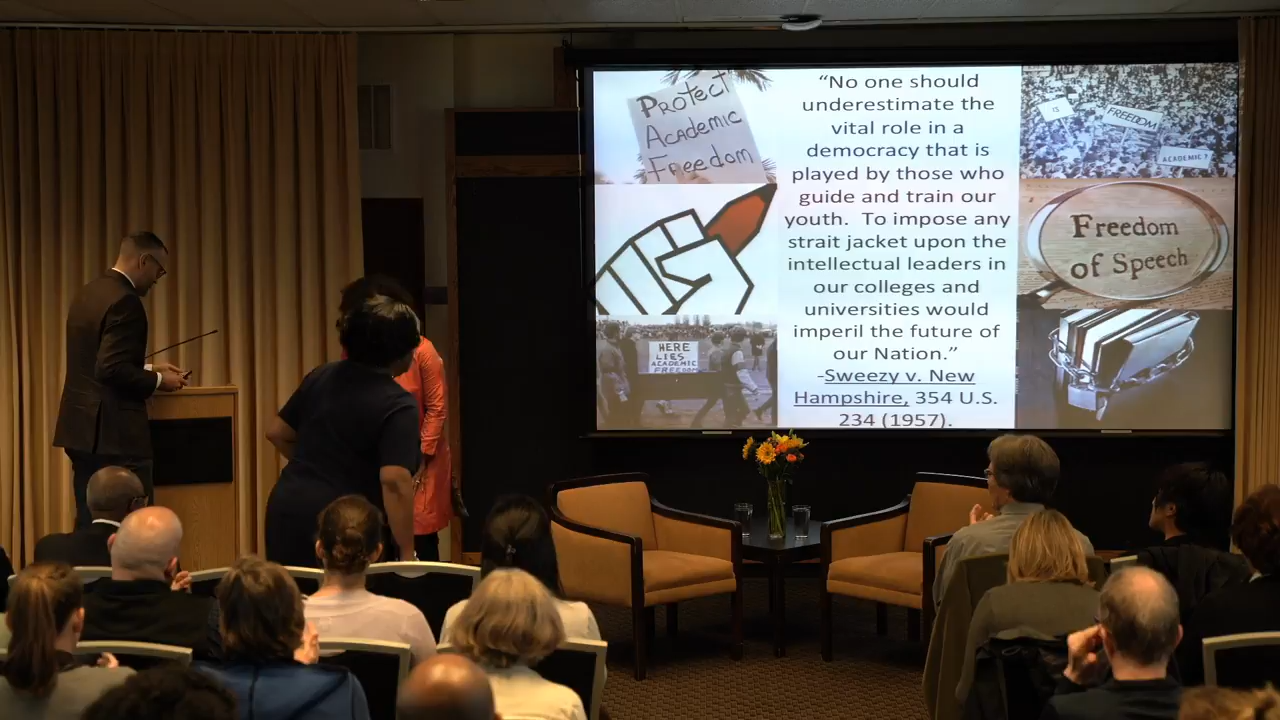 Protect
Academic
Freedom
HERE
LIES
ACADEMIC
FREEDOM
“No one should
underestimate the
vital role in a
democracy that is
played by those who
guide and train our
youth.  To impose any
strait jacket upon the
intellectual leaders in
our colleges and
universities would
imperil the future of
our Nation.”
-Sweezy v. New
Hampshire, 354 U.S.
234 (1957).
IS
FREEDOM
ACADEMIC?
Freedom
of Speech